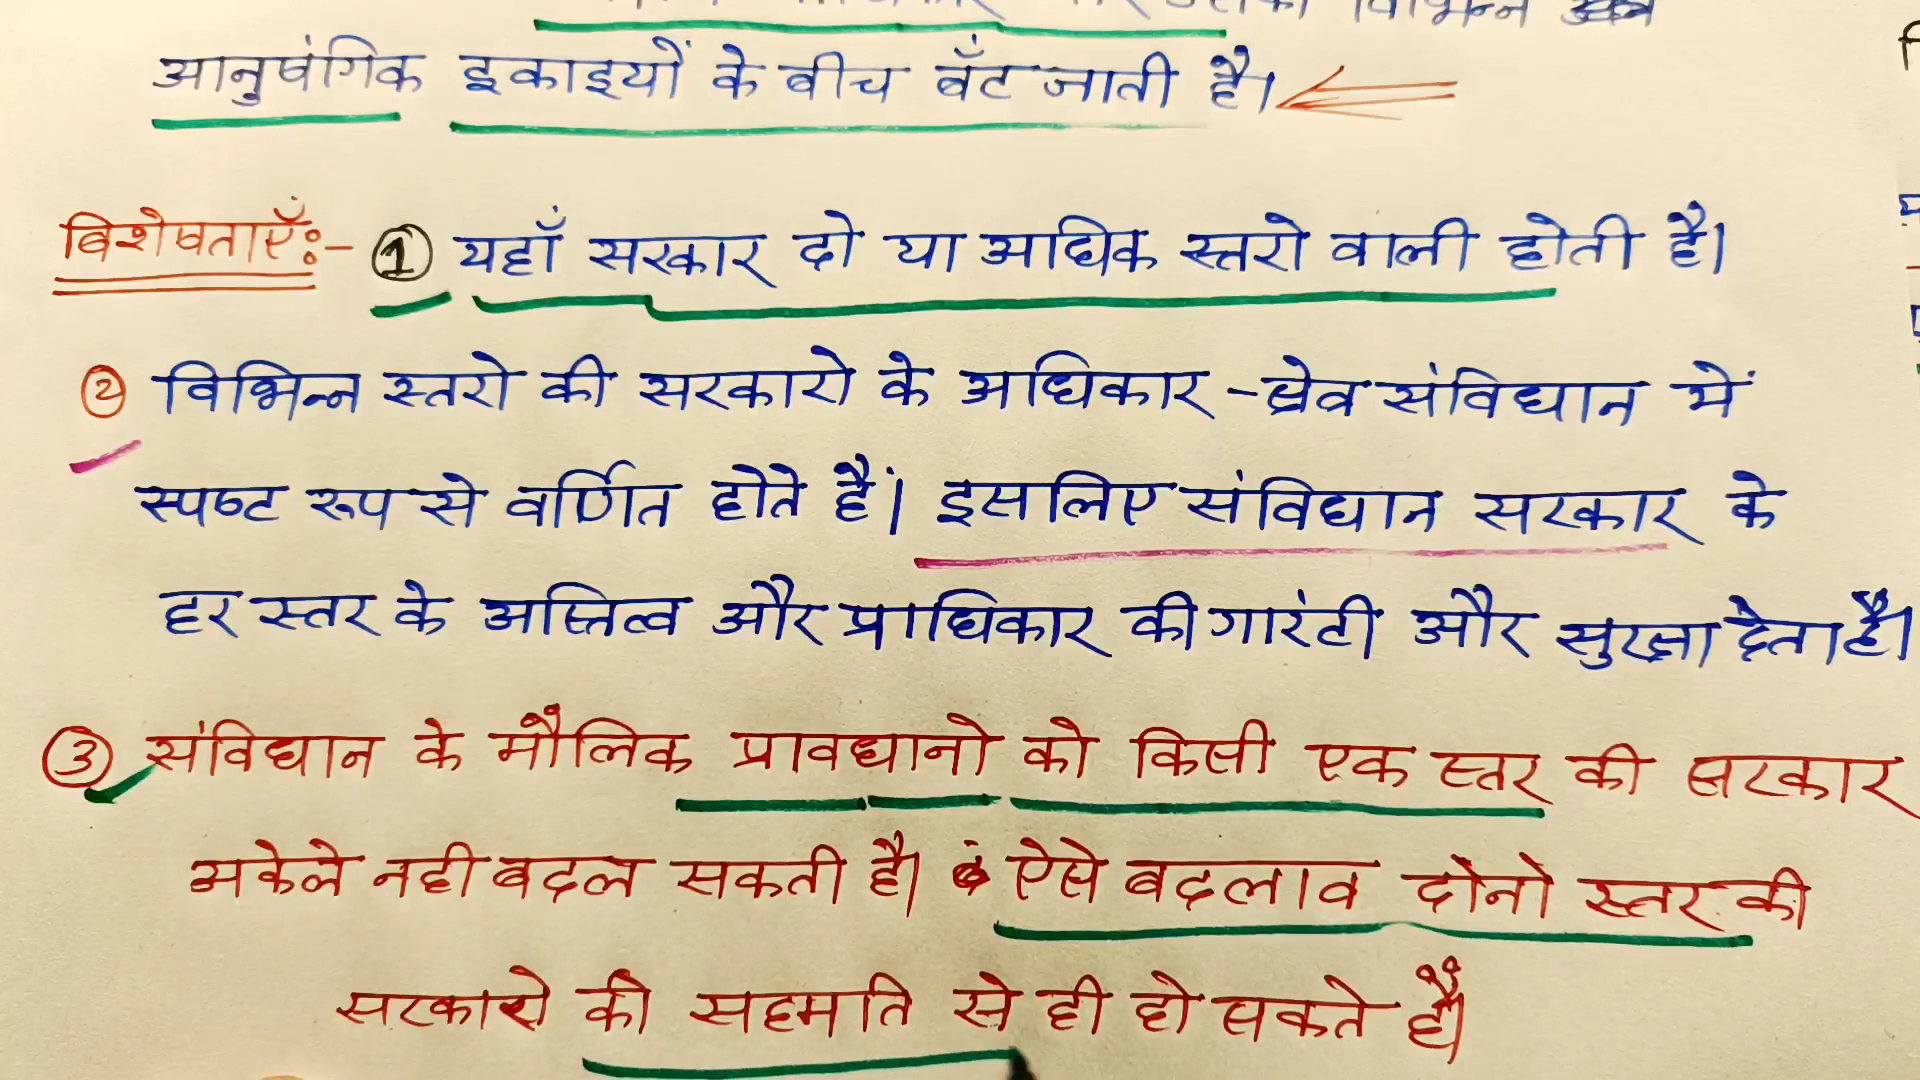 विभिन्न
आनुषंगिक इकाइयों के बीच बँट जाती है।
विशेषताएँ:- ① यहाँ सरकार दो या अधिक स्तरो वाली होती है।
② विभिन्न स्तरो की सरकारो के अधिकार-क्षेत्र संविधान में
स्पष्ट रूप से वर्णित होते हैं। इसलिए संविधान सरकार के
हर स्तर के अस्तित्व और प्राधिकार की गारंटी और सुरक्षा देता है।
③ संविधान के मौलिक प्रावधानो को किसी एक स्तर की सरकार
अकेले नही बदल सकती है। ऐसे बदलाव दोनो स्तर की
सरकारो की सहमति से ही हो सकते हैं।